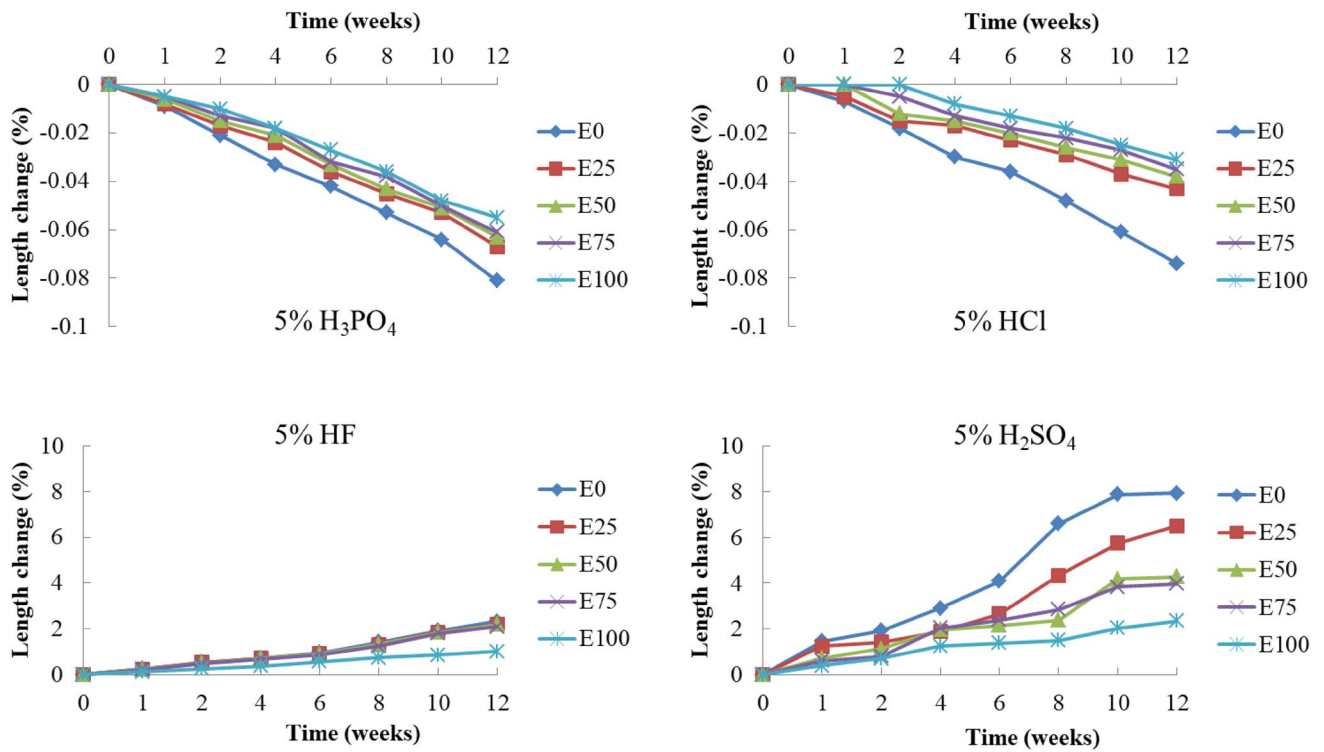 Time (weeks)
0 1 2 4 6 8 10 12
0
-0.02
-0.04
-0.06
-0.08
-0.1
Length change (%)
E0
E25
E50
E75
E100
5% H₃PO₄
Time (weeks)
0 1 2 4 6 8 10 12
0
-0.02
-0.04
-0.06
-0.08
-0.1
Lengtht change (%)
E0
E25
E50
E75
E100
5% HCl
5% HF
10
8
6
4
2
0
Length change (%)
E0
E25
E50
E75
E100
0 1 2 4 6 8 10 12
Time (weeks)
5% H₂SO₄
10
8
6
4
2
0
Length change (%)
E0
E25
E50
E75
E100
0 1 2 4 6 8 10 12
Time (weeks)